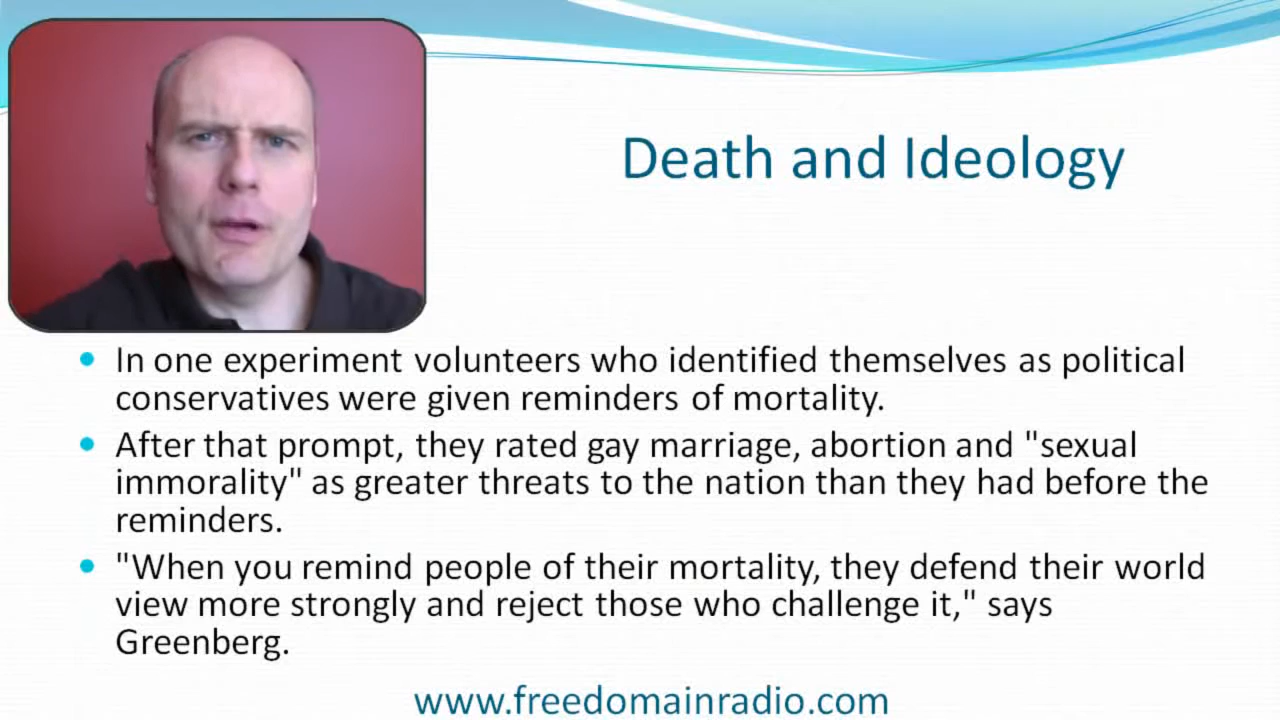 Death and Ideology
In one experiment volunteers who identified themselves as political
conservatives were given reminders of mortality.
After that prompt, they rated gay marriage, abortion and "sexual
immorality" as greater threats to the nation than they had before the
reminders.
"When you remind people of their mortality, they defend their world
view more strongly and reject those who challenge it," says
Greenberg.
www.freedomainradio.com